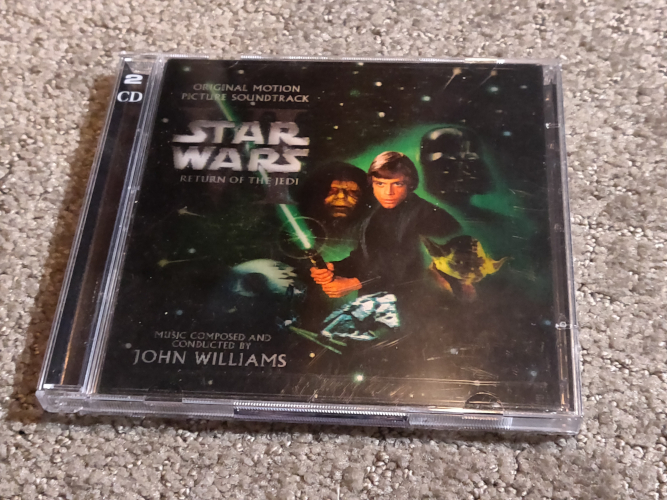 2
CD
ORIGINAL MOTION
PICTURE SOUNDTRACK
STAR
WARS
RETURN OF THE JEDI
MUSIC COMPOSED AND
CONDUCTED BY
JOHN WILLIAMS